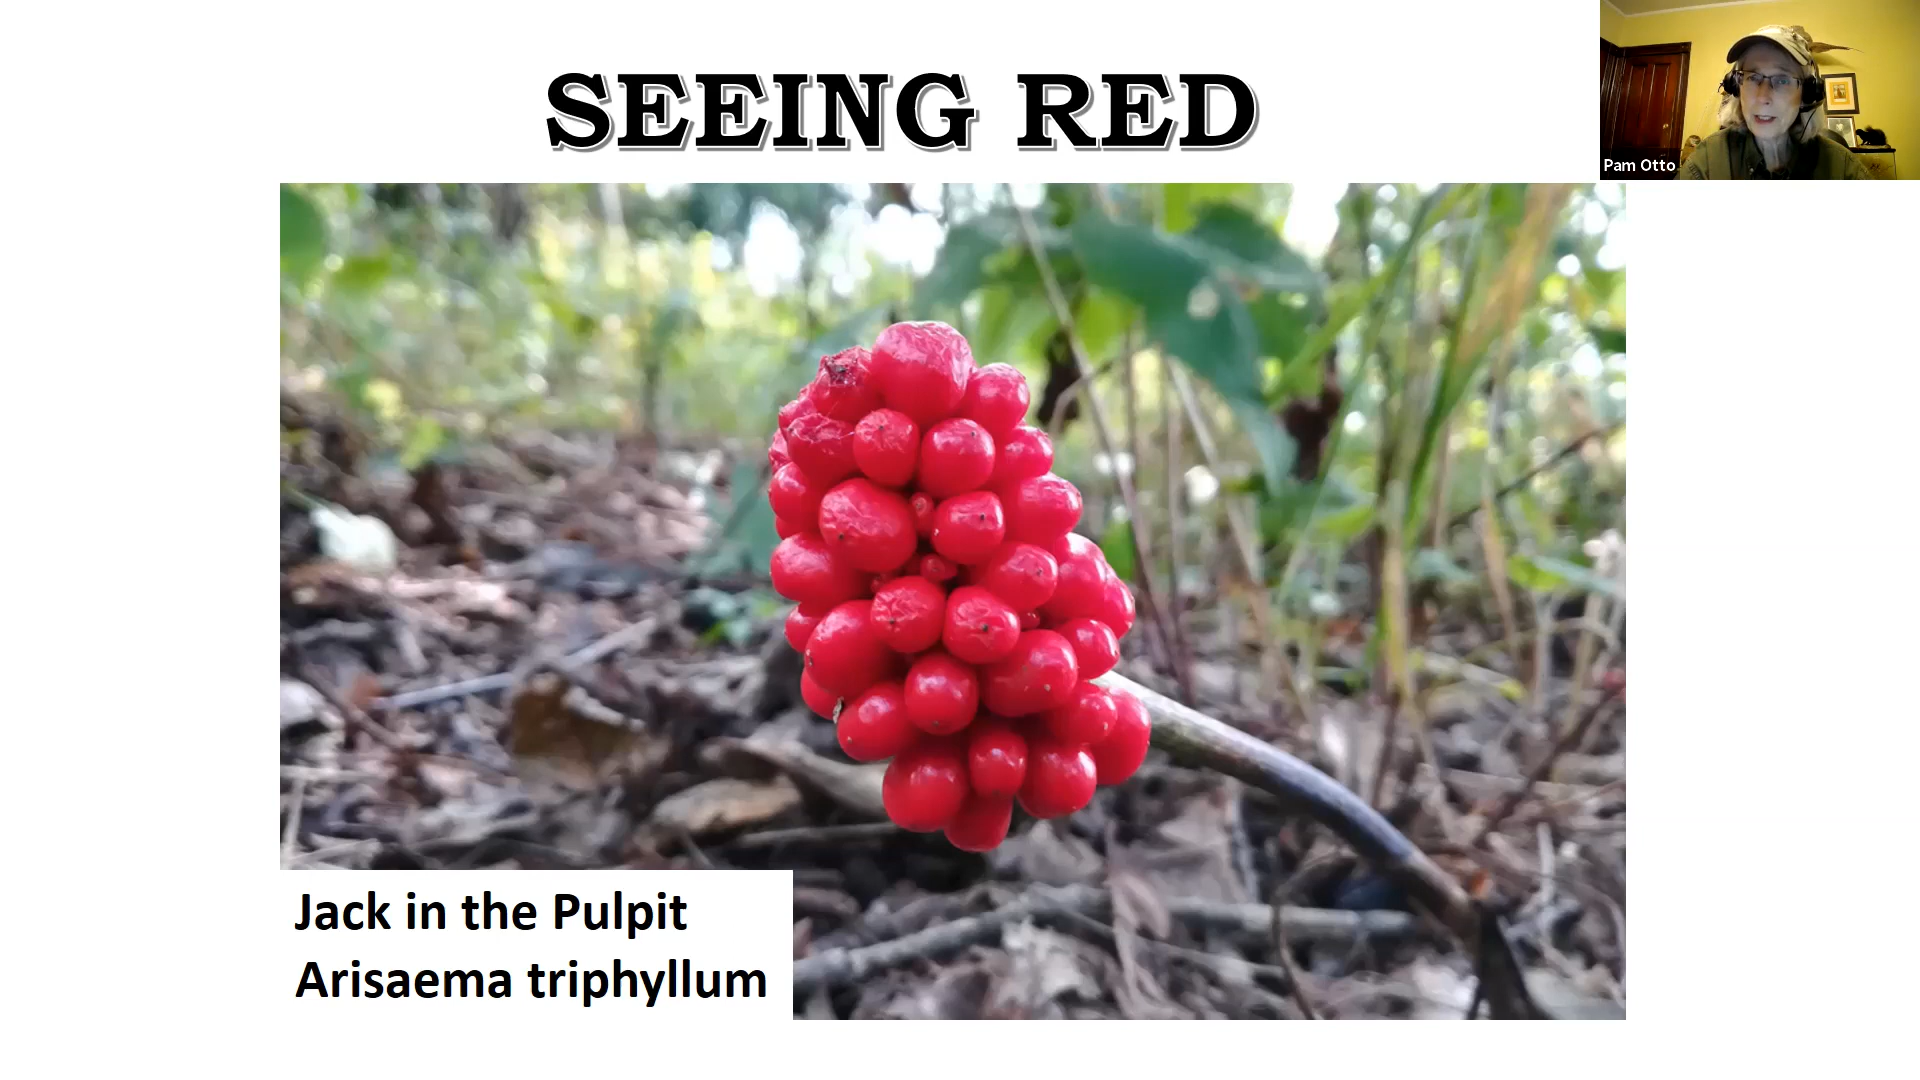 SEEING RED
Pam Otto
Jack in the Pulpit
Arisaema triphyllum